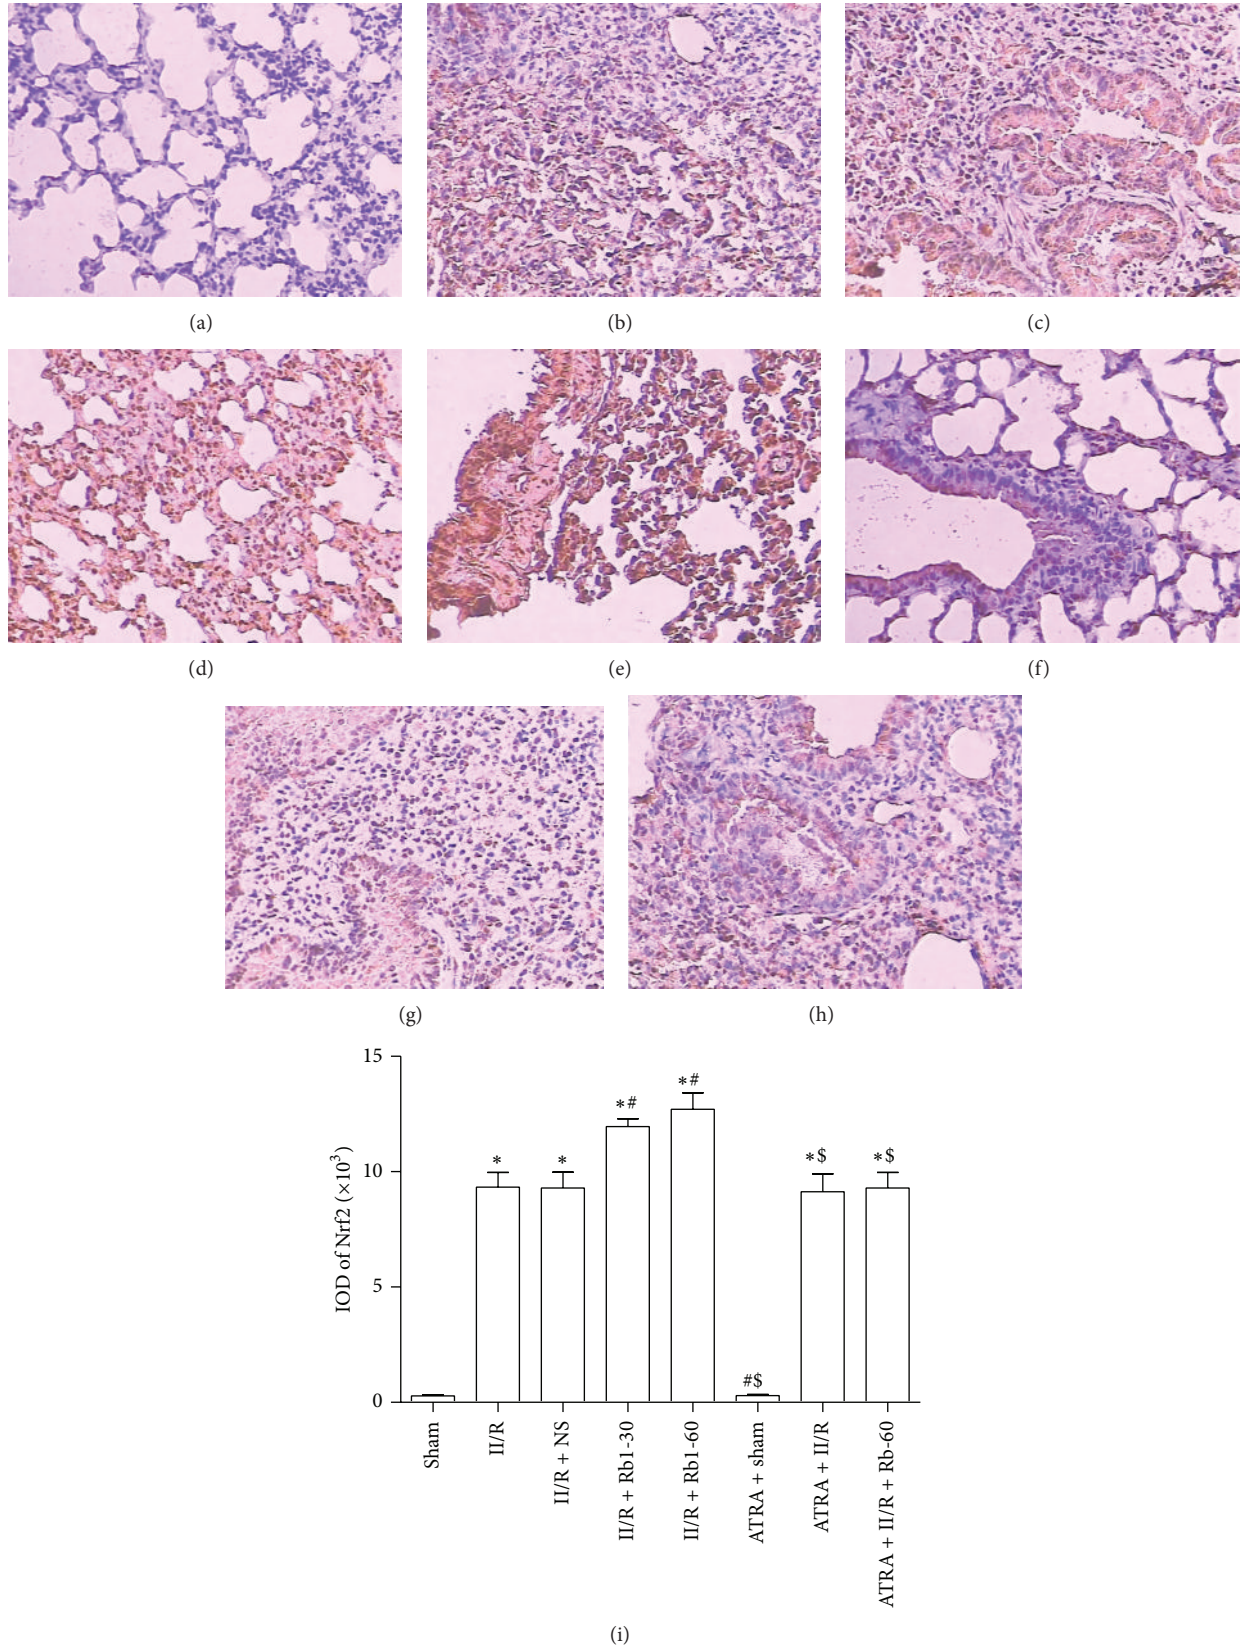 (a)
(b)
(c)
(d)
(e)
(f)
(g)
(h)
15
10
5
0
IOD of Nrf2 (×10³)
*
*
*#
*#
#$
*$
*$
Sham
II/R
II/R + NS
II/R + Rb1-30
II/R + Rb1-60
ATRA + sham
ATRA + II/R
ATRA + II/R + Rb-60
(i)